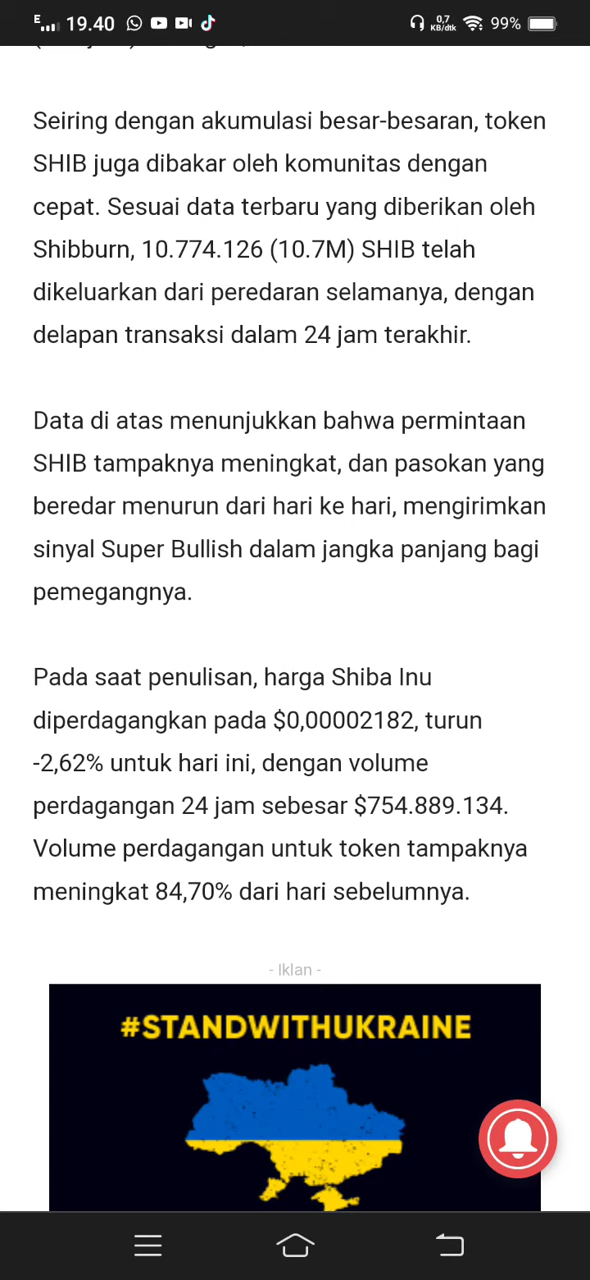 E 19.40 0,7 KB/dtk 99%
Seiring dengan akumulasi besar-besaran, token
SHIB juga dibakar oleh komunitas dengan
cepat. Sesuai data terbaru yang diberikan oleh
Shibburn, 10.774.126 (10.7M) SHIB telah
dikeluarkan dari peredaran selamanya, dengan
delapan transaksi dalam 24 jam terakhir.
Data di atas menunjukkan bahwa permintaan
SHIB tampaknya meningkat, dan pasokan yang
beredar menurun dari hari ke hari, mengirimkan
sinyal Super Bullish dalam jangka panjang bagi
pemegangnya.
Pada saat penulisan, harga Shiba Inu
diperdagangkan pada $0,00002182, turun
-2,62% untuk hari ini, dengan volume
perdagangan 24 jam sebesar $754.889.134.
Volume perdagangan untuk token tampaknya
meningkat 84,70% dari hari sebelumnya.
- Iklan -
#STANDWITHUKRAINE